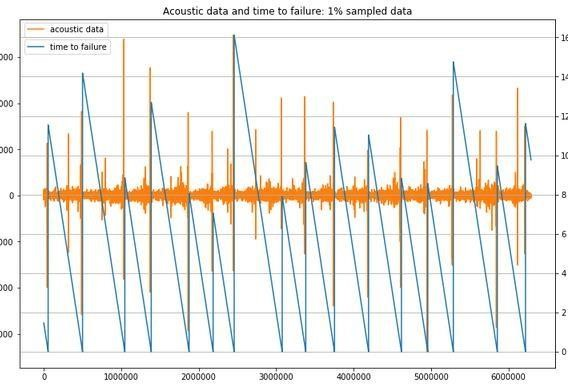 Acoustic data and time to failure: 1% sampled data
acoustic data
time to failure
16
14
12
10
8
6
4
2
0
0
0 1000000 2000000 3000000 4000000 5000000 6000000